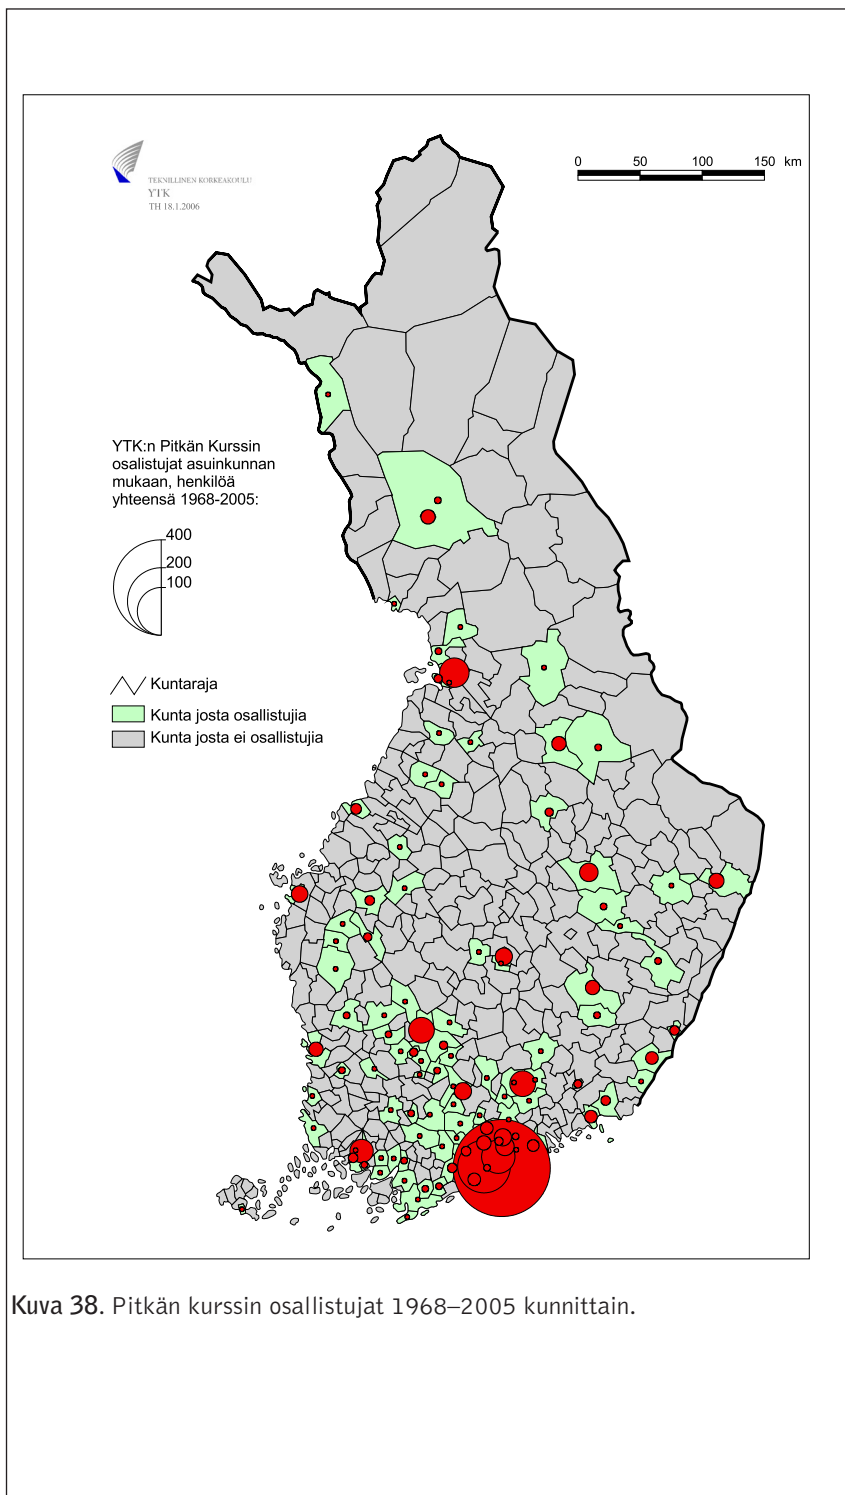 TEKNILLINEN KORKEAKOULU
YTK
TH 18.1.2006
0 50 100 150 km
YTK:n Pitkän Kurssin
osalistujat asuinkunnan
mukaan, henkilöä
yhteensä 1968-2005:
400
200
100
Kuntaraja
Kunta josta osallistujia
Kunta josta ei osallistujia
Kuva 38. Pitkän kurssin osallistujat 1968–2005 kunnittain.